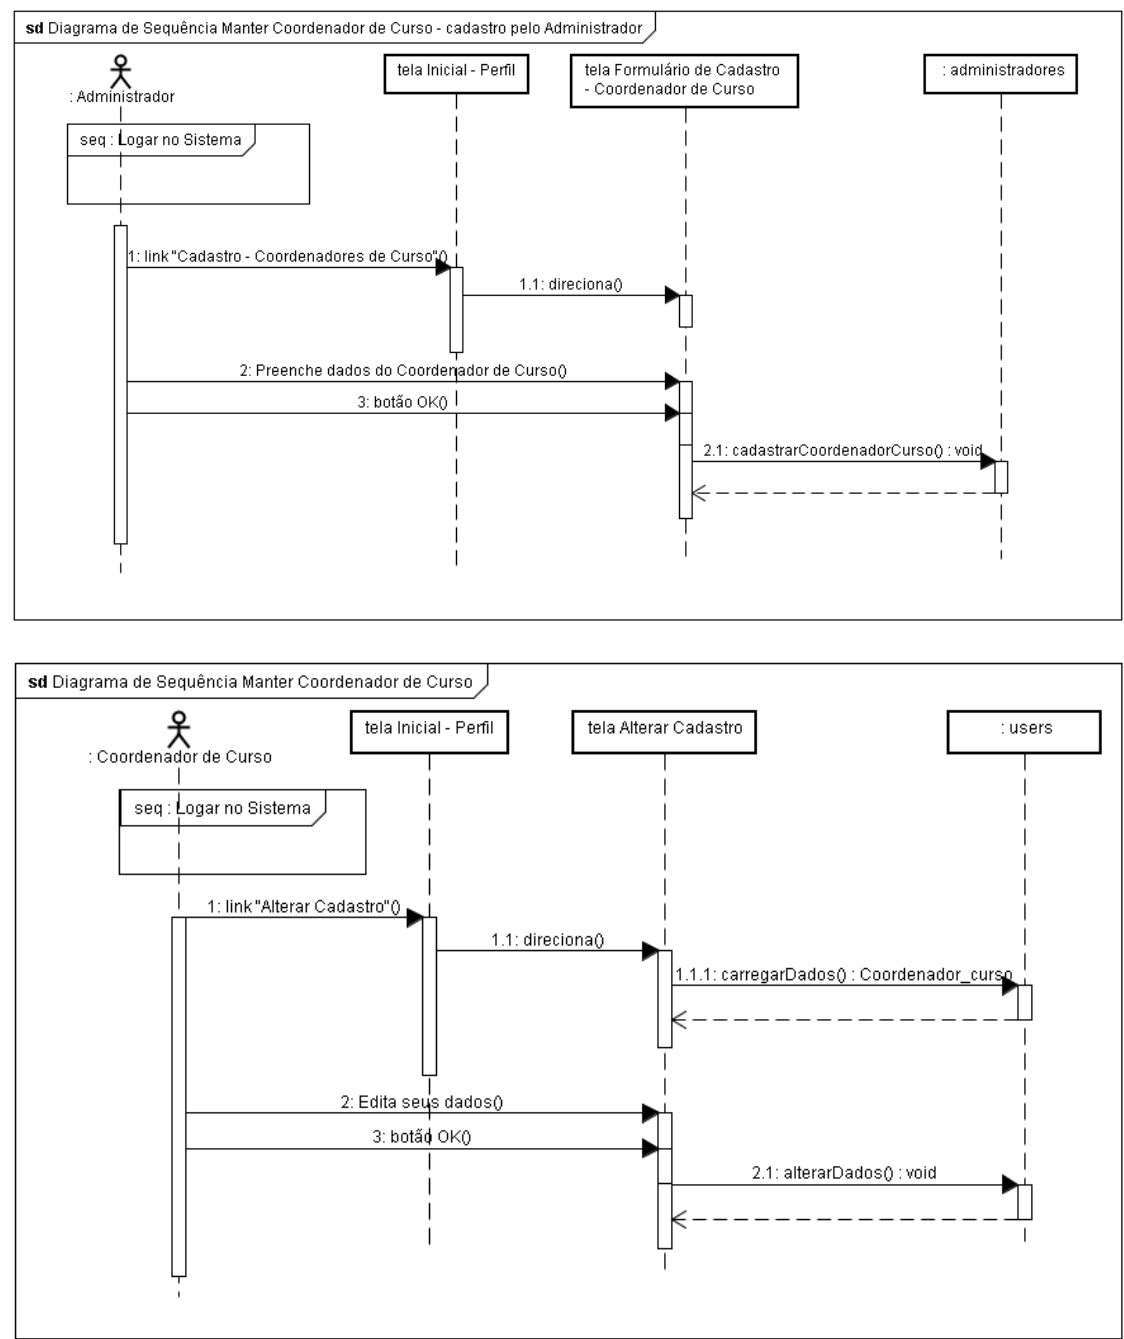 sd Diagrama de Sequência Manter Coordenador de Curso - cadastro pelo Administrador
: Administrador
tela Inicial - Perfil
tela Formulário de Cadastro
- Coordenador de Curso
: administradores
seq : Logar no Sistema
1: link "Cadastro - Coordenadores de Curso"()
1.1: direciona()
2: Preenche dados do Coordenador de Curso()
3: botão OK()
2.1: cadastrarCoordenadorCurso() : void
sd Diagrama de Sequência Manter Coordenador de Curso
: Coordenador de Curso
tela Inicial - Perfil
tela Alterar Cadastro
: users
seq : Logar no Sistema
1: link "Alterar Cadastro"()
1.1: direciona()
1.1.1: carregarDados() : Coordenador_curso
2: Edita seus dados()
3: botão OK()
2.1: alterarDados() : void